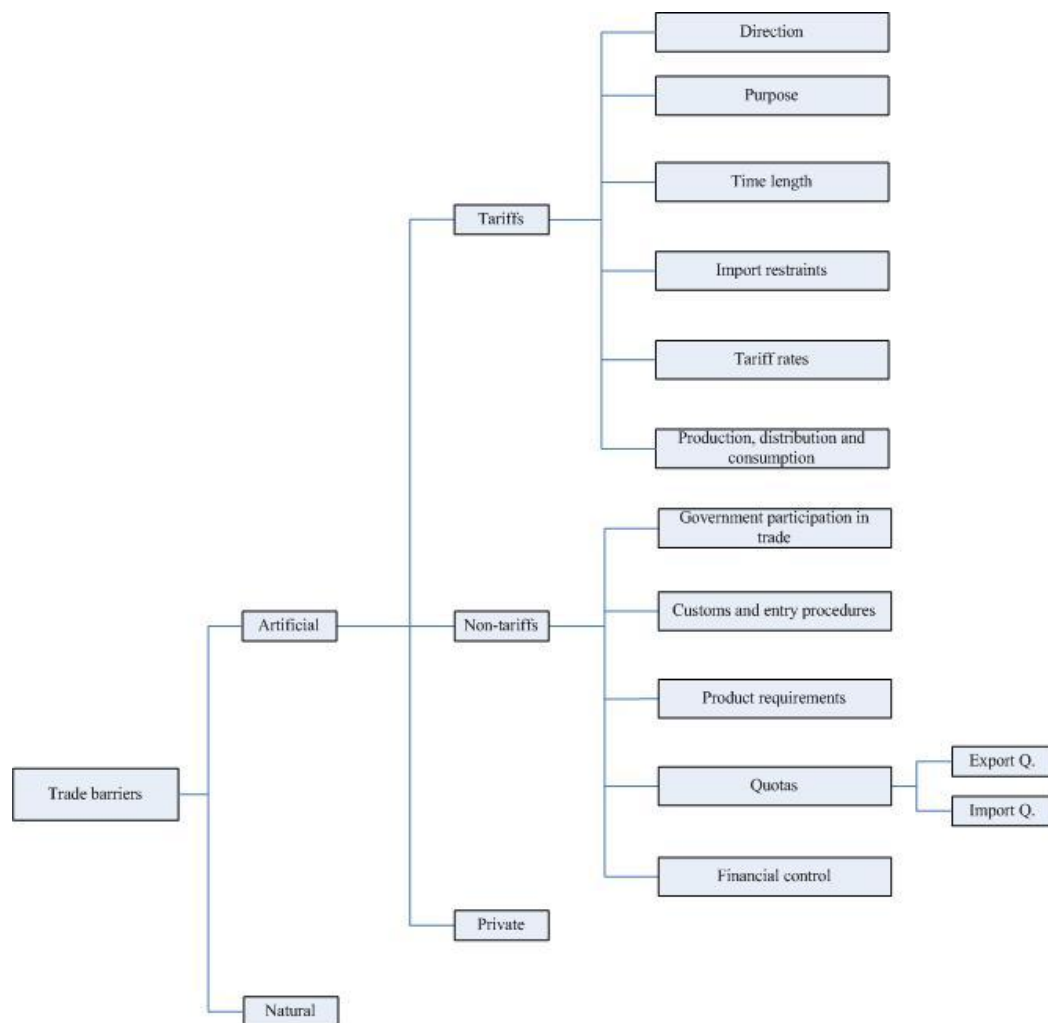 Direction
Purpose
Time length
Tariffs
Import restraints
Tariff rates
Production, distribution and
consumption
Government participation in
trade
Customs and entry procedures
Artificial
Non-tariffs
Product requirements
Export Q.
Trade barriers
Quotas
Import Q.
Financial control
Private
Natural